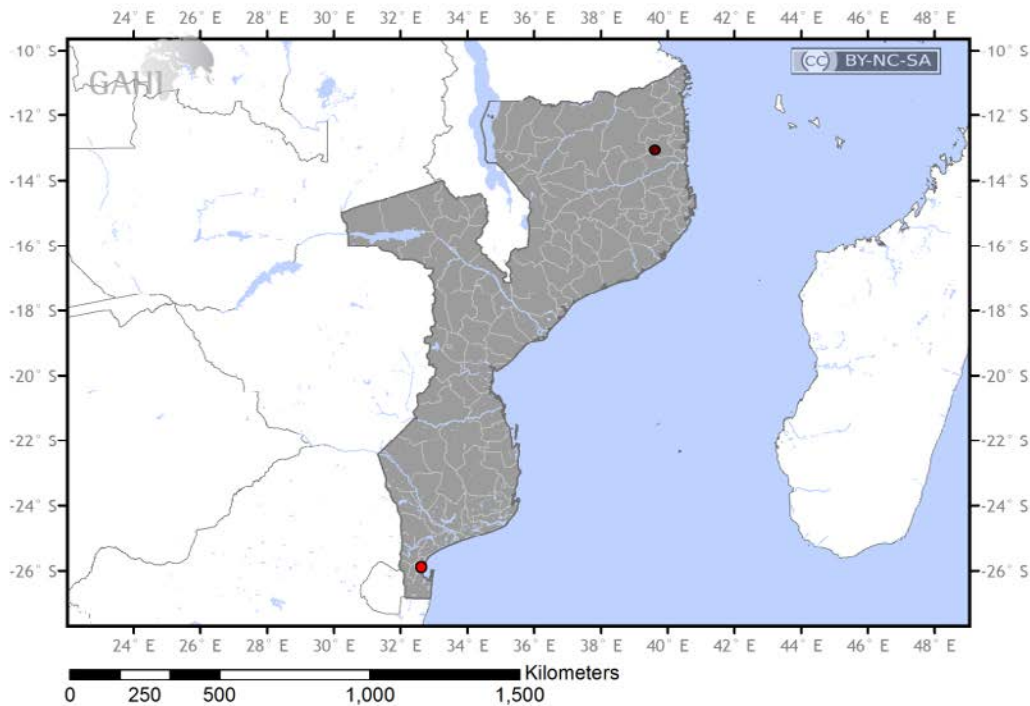 24° E 26° E 28° E 30° E 32° E 34° E 36° E 38° E 40° E 42° E 44° E 46° E 48° E
-10° S -10° S
GAHI
CC BY-NC-SA
-12° S -12° S
-14° S -14° S
-16° S -16° S
-18° S -18° S
-20° S -20° S
-22° S -22° S
-24° S -24° S
-26° S -26° S
24° E 26° E 28° E 30° E 32° E 34° E 36° E 38° E 40° E 42° E 44° E 46° E 48° E
Kilometers
0 250 500 1,000 1,500